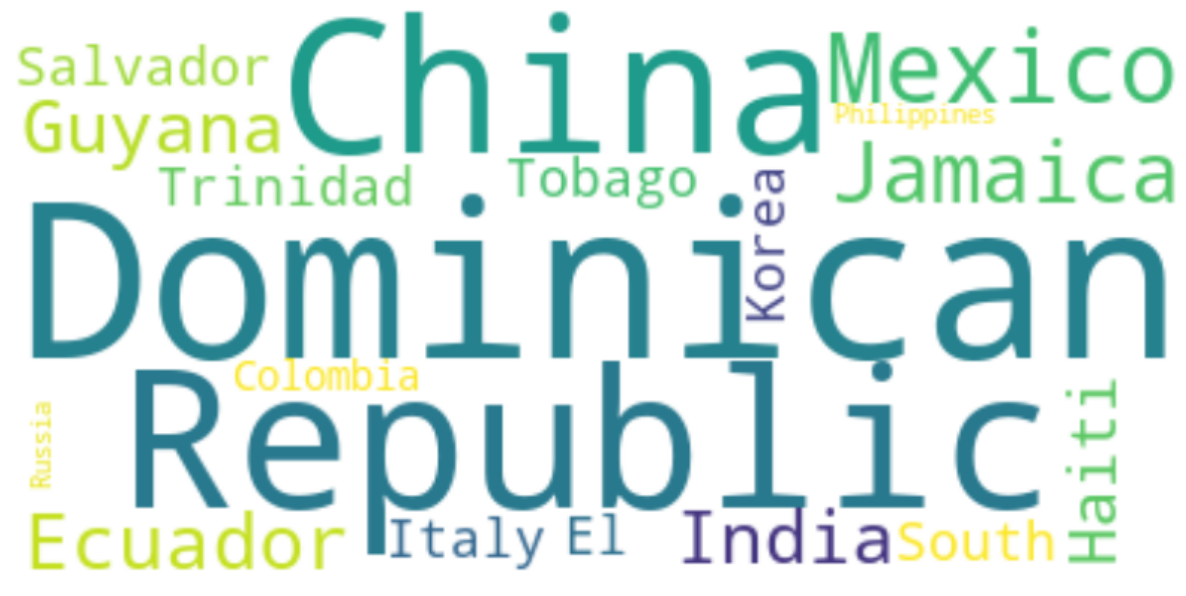 Salvador
China
Mexico
Guyana
Philippines
Trinidad
Tobago
Korea
Jamaica
Dominican
Colombia
Republic
Russia
Haiti
Ecuador
Italy
El
India
South